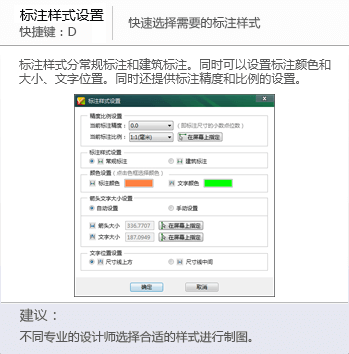 标注样式设置
快捷键：D
快速选择需要的标注样式
标注样式分常规标注和建筑标注。同时可以设置标注颜色和
大小、文字位置。同时还提供标注精度和比例的设置。
标注样式设置
精度比例设置
当前标注精度： 0.0 (图标注尺寸的小数点位数)
当前标注比例： 1:1(毫米) 在屏幕上指定
标注样式设置
常规标注 建筑标注
颜色设置 (点击色框选择颜色)
标注颜色 文字颜色
箭头文字大小设置
自动设置 手动设置
箭头大小 336.7707 在屏幕上指定
文字大小 187.0949 在屏幕上指定
文字位置设置
尺寸线上方 尺寸线中间
确定 取消
建议：
不同专业的设计师选择合适的样式进行制图。